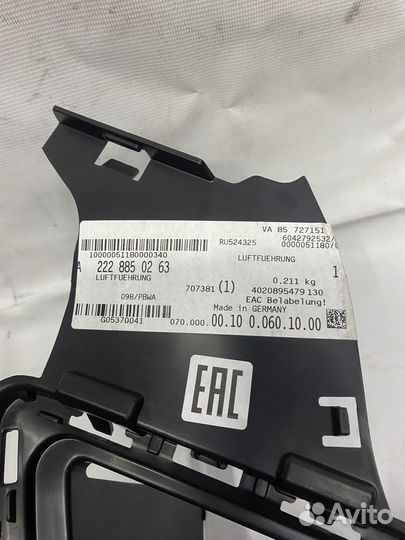 VA 85 727151
RU524325
6042792532/
10000051180000340
0000051180/
LUFTFUEHRUNG
A 222 885 02 63
1
LUFTFUEHRUNG
0,211 kg
707381 (1)
4020895479 130
098/PBWA
EAC Belabelung!
Made in GERMANY
G05370041
070.000. 00.10 0.060.10.00
EAC
Avito